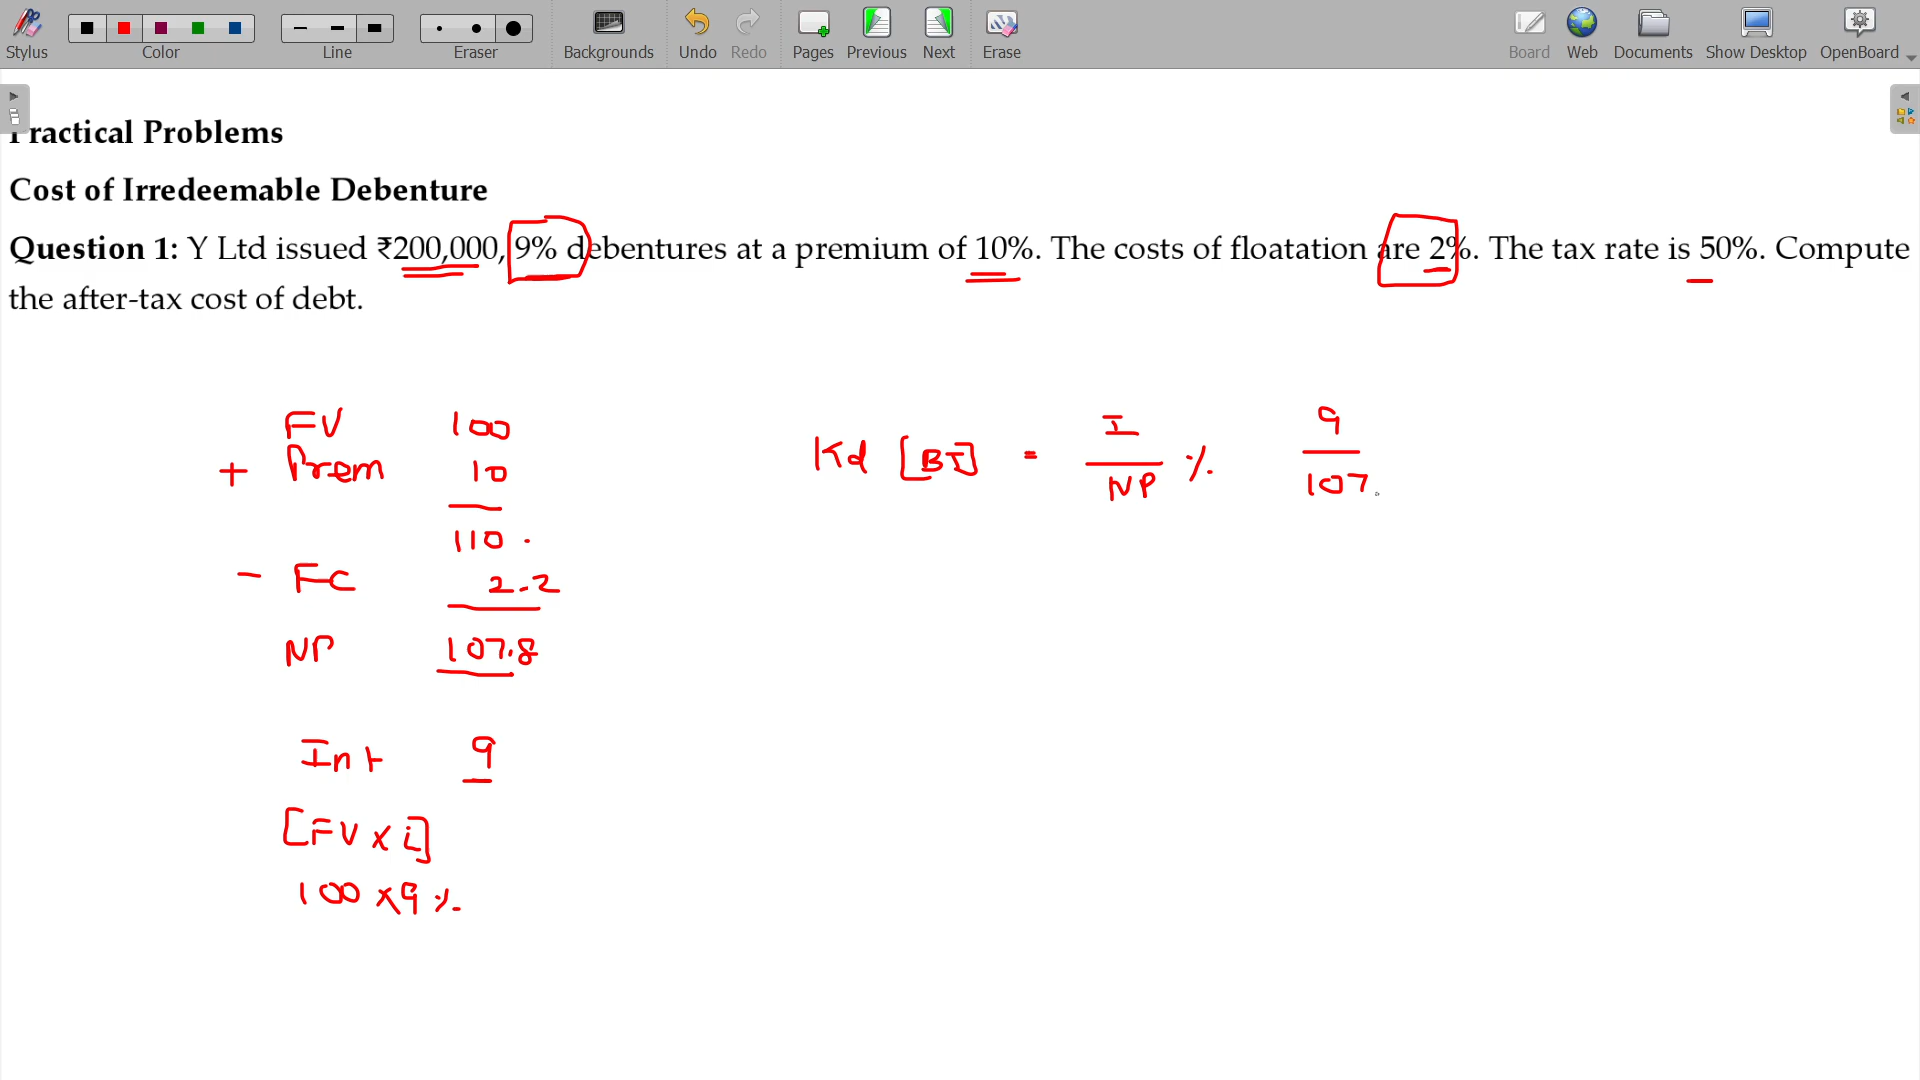 Stylus Color Line Eraser Backgrounds Undo Redo Pages Previous Next Erase Board Web Documents Show Desktop OpenBoard
Practical Problems
Cost of Irredeemable Debenture
Question 1: Y Ltd issued ₹200,000, 9% debentures at a premium of 10%. The costs of floatation are 2%. The tax rate is 50%. Compute
the after-tax cost of debt.
FV 100
+ Prem 10
110
- FC 2.2
NP 107.8
Int 9
[FV x i]
100 x 9 %
Kd [BT] = I / NP % 9 / 107.